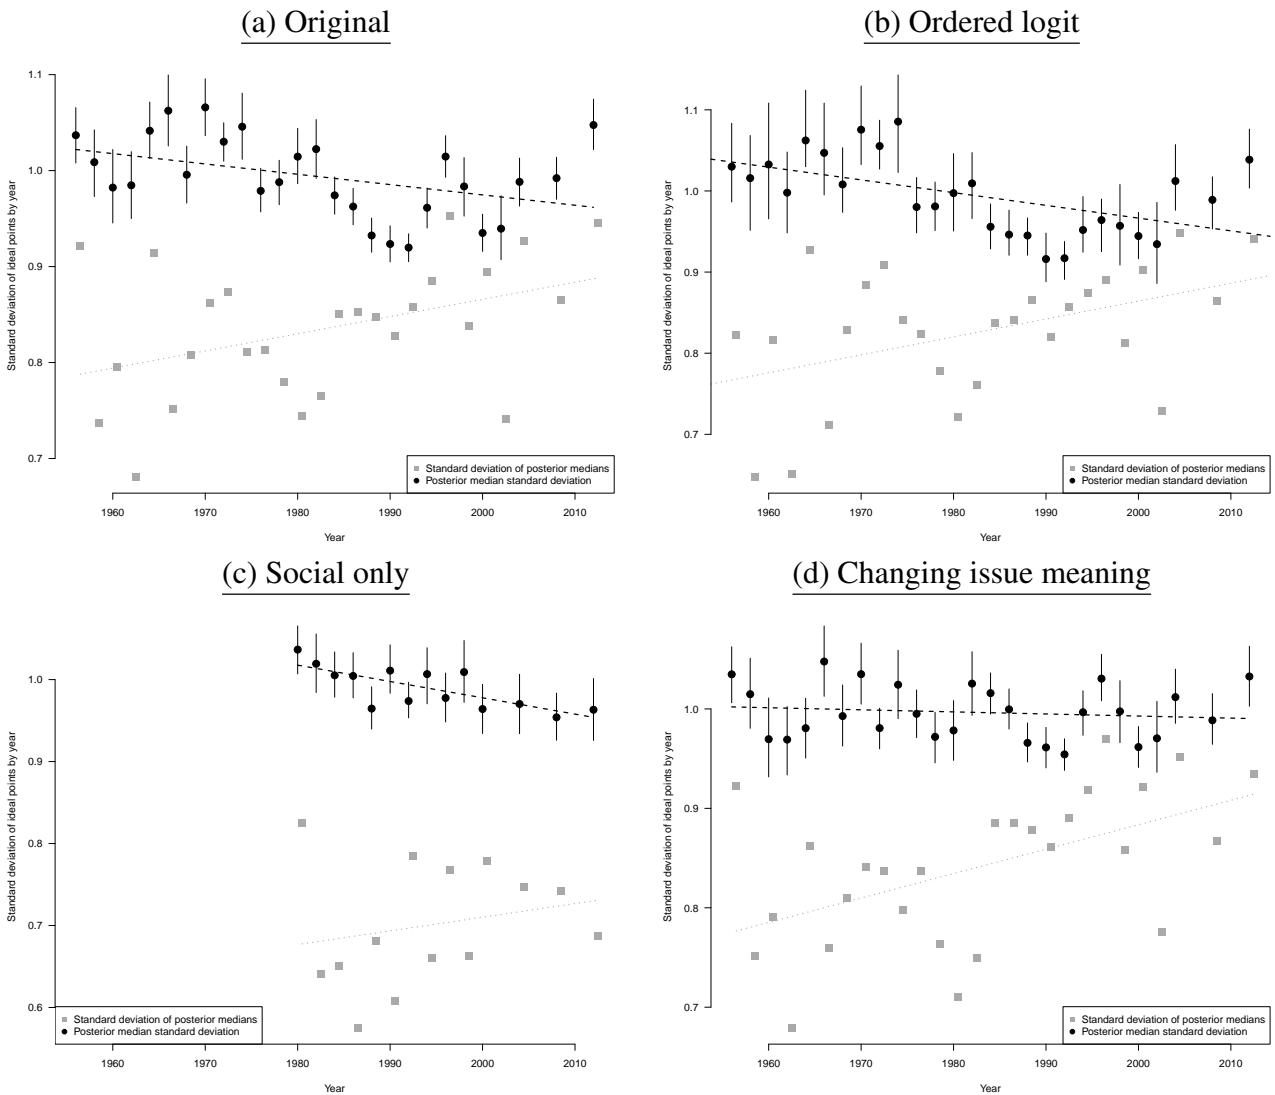 (a) Original
Standard deviation of ideal points by year
1.1
1.0
0.9
0.8
0.7
Standard deviation of posterior medians
Posterior median standard deviation
1960 1970 1980 1990 2000 2010
Year
(b) Ordered logit
Standard deviation of ideal points by year
1.1
1.0
0.9
0.8
0.7
Standard deviation of posterior medians
Posterior median standard deviation
1960 1970 1980 1990 2000 2010
Year
(c) Social only
Standard deviation of ideal points by year
1.0
0.9
0.8
0.7
0.6
Standard deviation of posterior medians
Posterior median standard deviation
1960 1970 1980 1990 2000 2010
Year
(d) Changing issue meaning
Standard deviation of ideal points by year
1.0
0.9
0.8
0.7
Standard deviation of posterior medians
Posterior median standard deviation
1960 1970 1980 1990 2000 2010
Year